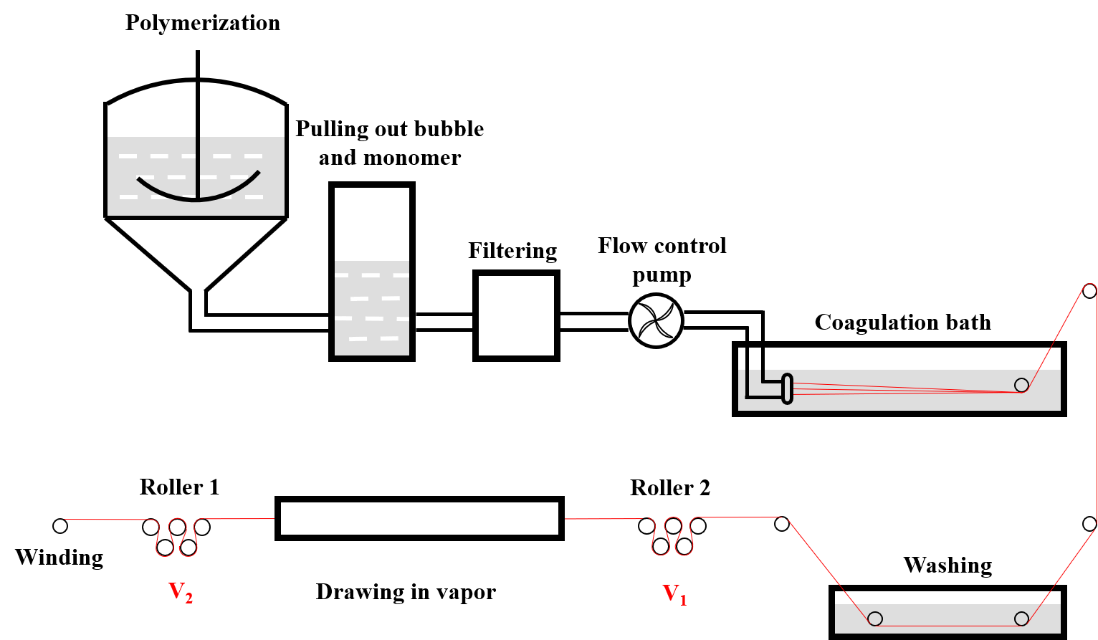 Polymerization
Pulling out bubble
and monomer
Filtering
Flow control
pump
Coagulation bath
Roller 1
Roller 2
Winding
V₂
Drawing in vapor
V₁
Washing